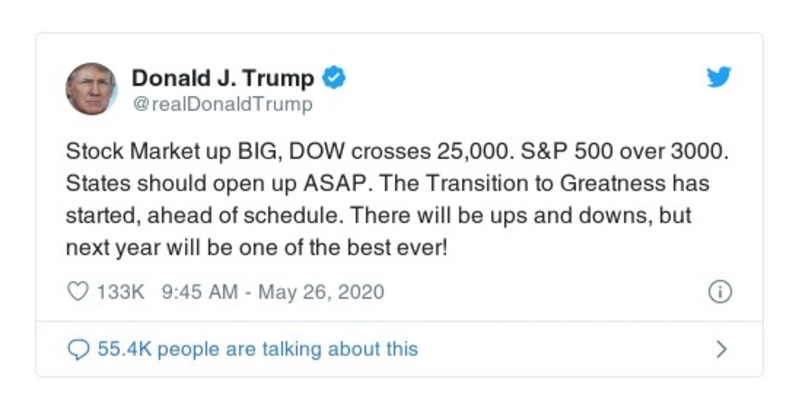 Donald J. Trump
@realDonaldTrump
Stock Market up BIG, DOW crosses 25,000. S&P 500 over 3000.
States should open up ASAP. The Transition to Greatness has
started, ahead of schedule. There will be ups and downs, but
next year will be one of the best ever!
133K 9:45 AM - May 26, 2020
55.4K people are talking about this